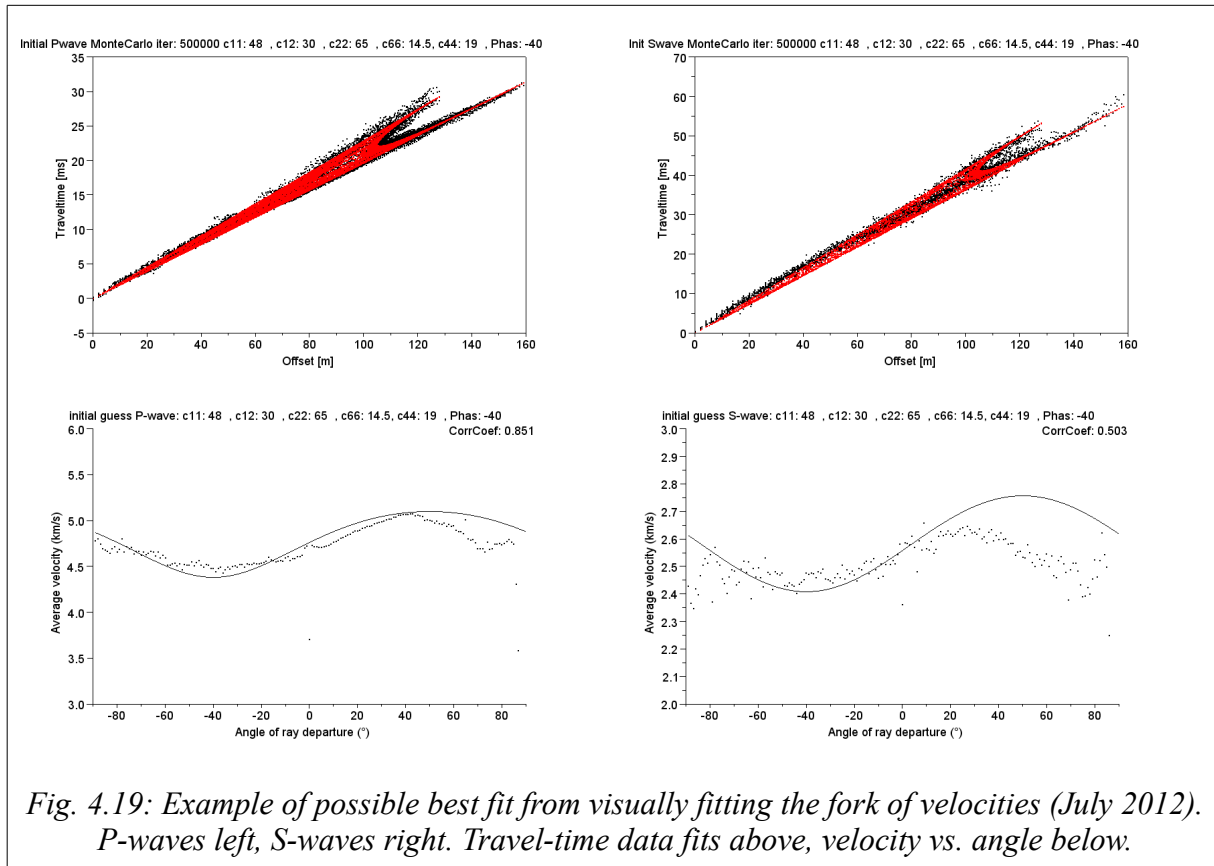 Initial Pwave MonteCarlo iter: 500000 c11: 48 , c12: 30 , c22: 65 , c66: 14.5, c44: 19 , Phas: -40
35
30
25
20
15
10
5
0
-5
Traveltime [ms]
0 20 40 60 80 100 120 140 160
Offset [m]
Init Swave MonteCarlo iter: 500000 c11: 48 , c12: 30 , c22: 65 , c66: 14.5, c44: 19 , Phas: -40
70
60
50
40
30
20
10
0
Traveltime [ms]
0 20 40 60 80 100 120 140 160
Offset [m]
initial guess P-wave: c11: 48 , c12: 30 , c22: 65 , c66: 14.5, c44: 19 , Phas: -40
CorrCoef: 0.851
6.0
5.5
5.0
4.5
4.0
3.5
3.0
Average velocity (km/s)
-80 -60 -40 -20 0 20 40 60 80
Angle of ray departure (°)
initial guess S-wave: c11: 48 , c12: 30 , c22: 65 , c66: 14.5, c44: 19 , Phas: -40
CorrCoef: 0.503
3.0
2.9
2.8
2.7
2.6
2.5
2.4
2.3
2.2
2.1
2.0
Average velocity (km/s)
-80 -60 -40 -20 0 20 40 60 80
Angle of ray departure (°)
Fig. 4.19: Example of possible best fit from visually fitting the fork of velocities (July 2012).
P-waves left, S-waves right. Travel-time data fits above, velocity vs. angle below.